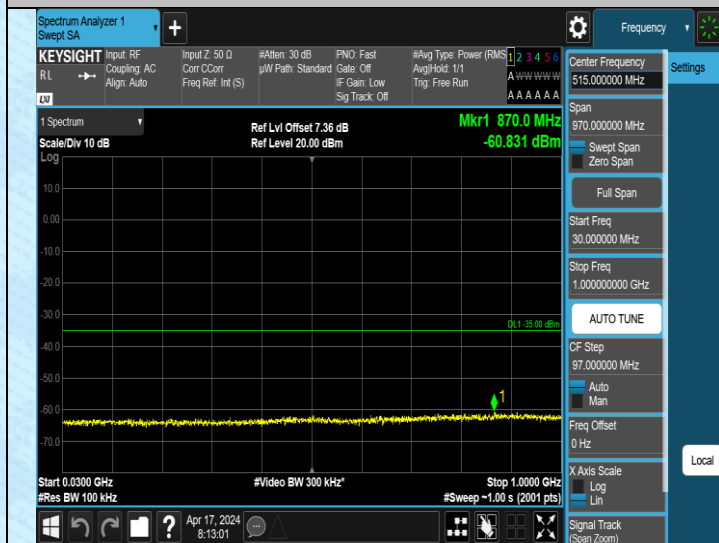 Spectrum Analyzer 1
Swept SA
+
Frequency
KEYSIGHT
RL
LXI
Input: RF
Coupling: AC
Align: Auto
Input Z: 50 Ω
Corr CCorr
Freq Ref: Int (S)
#Atten: 30 dB
µW Path: Standard
PNO: Fast
Gate: Off
IF Gain: Low
Sig Track: Off
#Avg Type: Power (RMS
Avg|Hold: 1/1
Trig: Free Run
1 2 3 4 5 6
A W W W W W
A A A A A A
1 Spectrum
Scale/Div 10 dB
Log
Ref Lvl Offset 7.36 dB
Ref Level 20.00 dBm
Mkr1 870.0 MHz
-60.831 dBm
10.0
0.00
-10.0
-20.0
-30.0
DL1 -35.00 dBm
-40.0
-50.0
-60.0
1
-70.0
Start 0.0300 GHz
#Res BW 100 kHz
#Video BW 300 kHz*
Stop 1.0000 GHz
#Sweep ~1.00 s (2001 pts)
?
Apr 17, 2024
8:13:01
Center Frequency
515.000000 MHz
Span
970.000000 MHz
Swept Span
Zero Span
Full Span
Start Freq
30.000000 MHz
Stop Freq
1.000000000 GHz
AUTO TUNE
CF Step
97.000000 MHz
Auto
Man
Freq Offset
0 Hz
X Axis Scale
Log
Lin
Signal Track
(Span Zoom)
Settings
Local